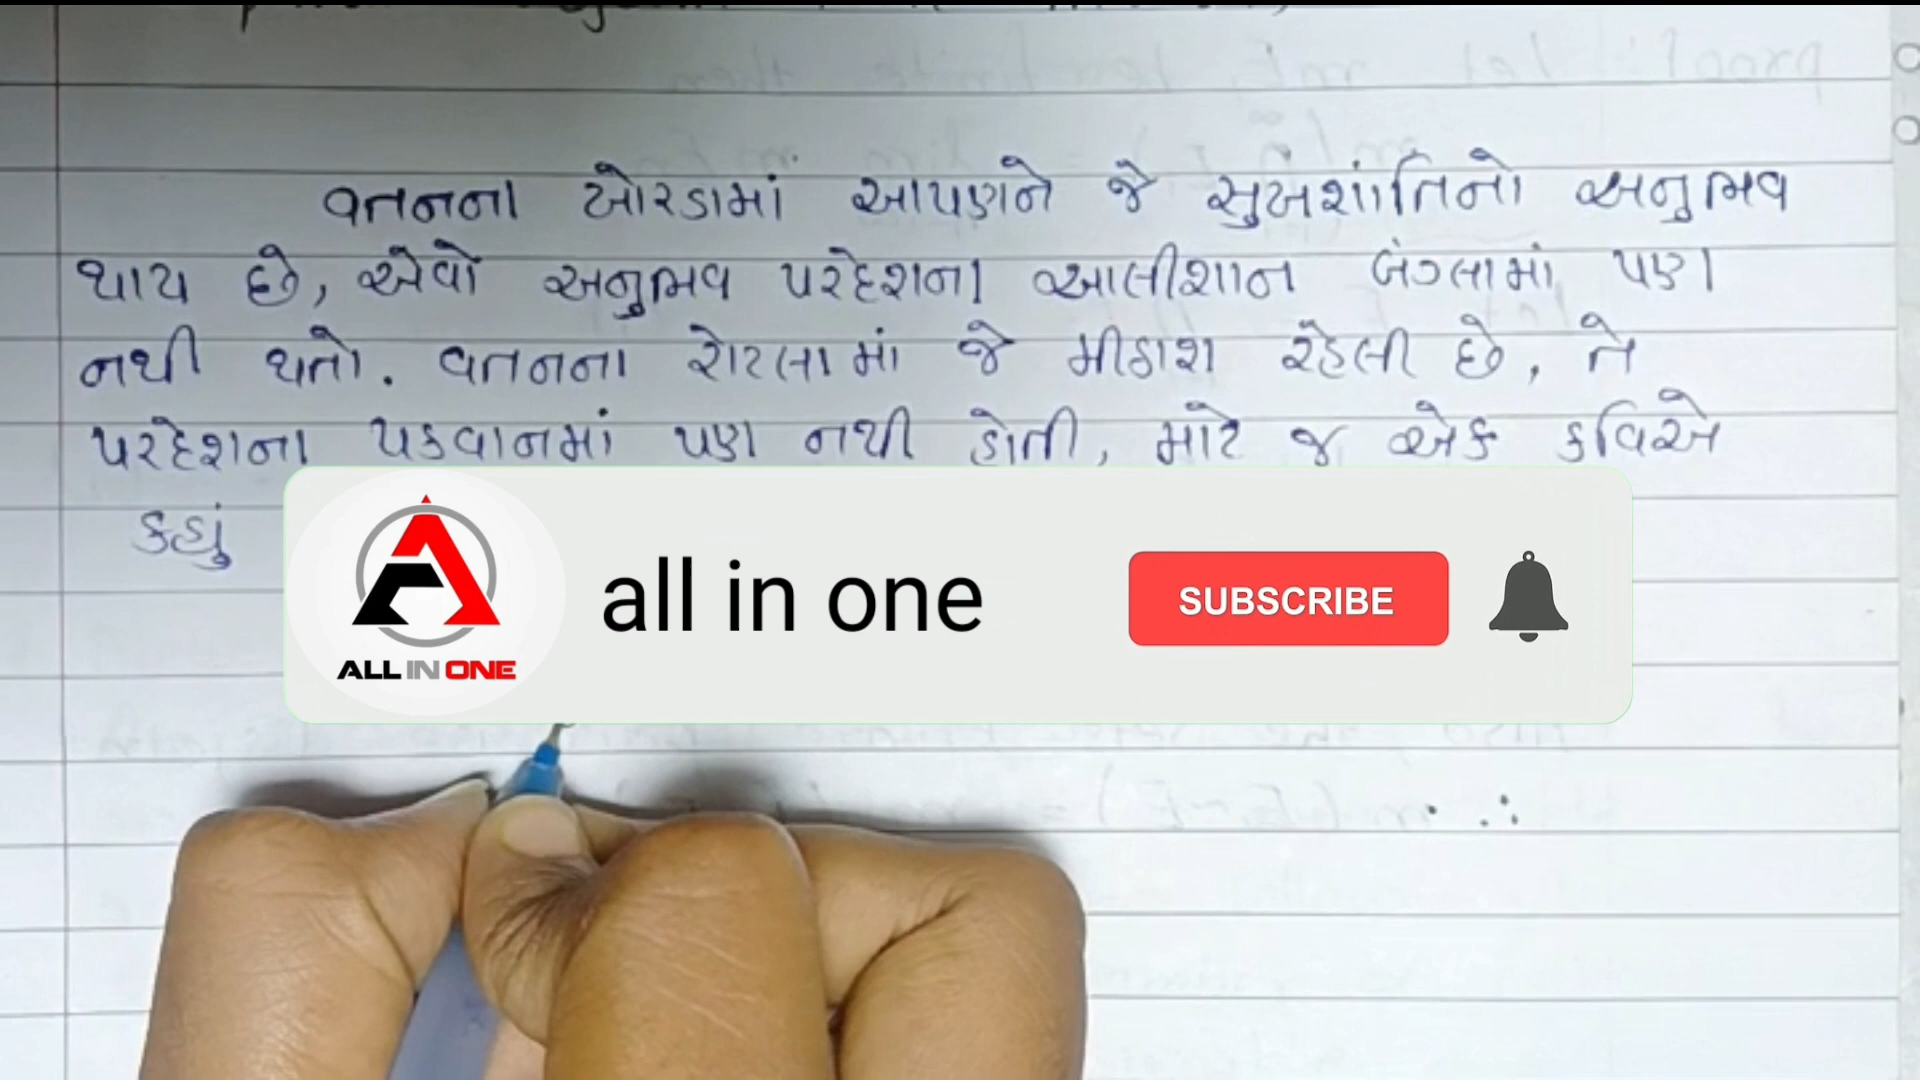 વતનના ઓરડામાં આપણને જે સુખશાંતિનો અનુભવ
થાય છે, એવો અનુભવ પરદેશના આલીશાન બંગ્લામાં પણ
નથી થતો. વતનના રોટલામાં જે મીઠાશ રહેલી છે, તે
પરદેશના પકવાનમાં પણ નથી હોતી, માટે જ એક કવિએ
કહ્યું
ALL IN ONE
all in one
SUBSCRIBE